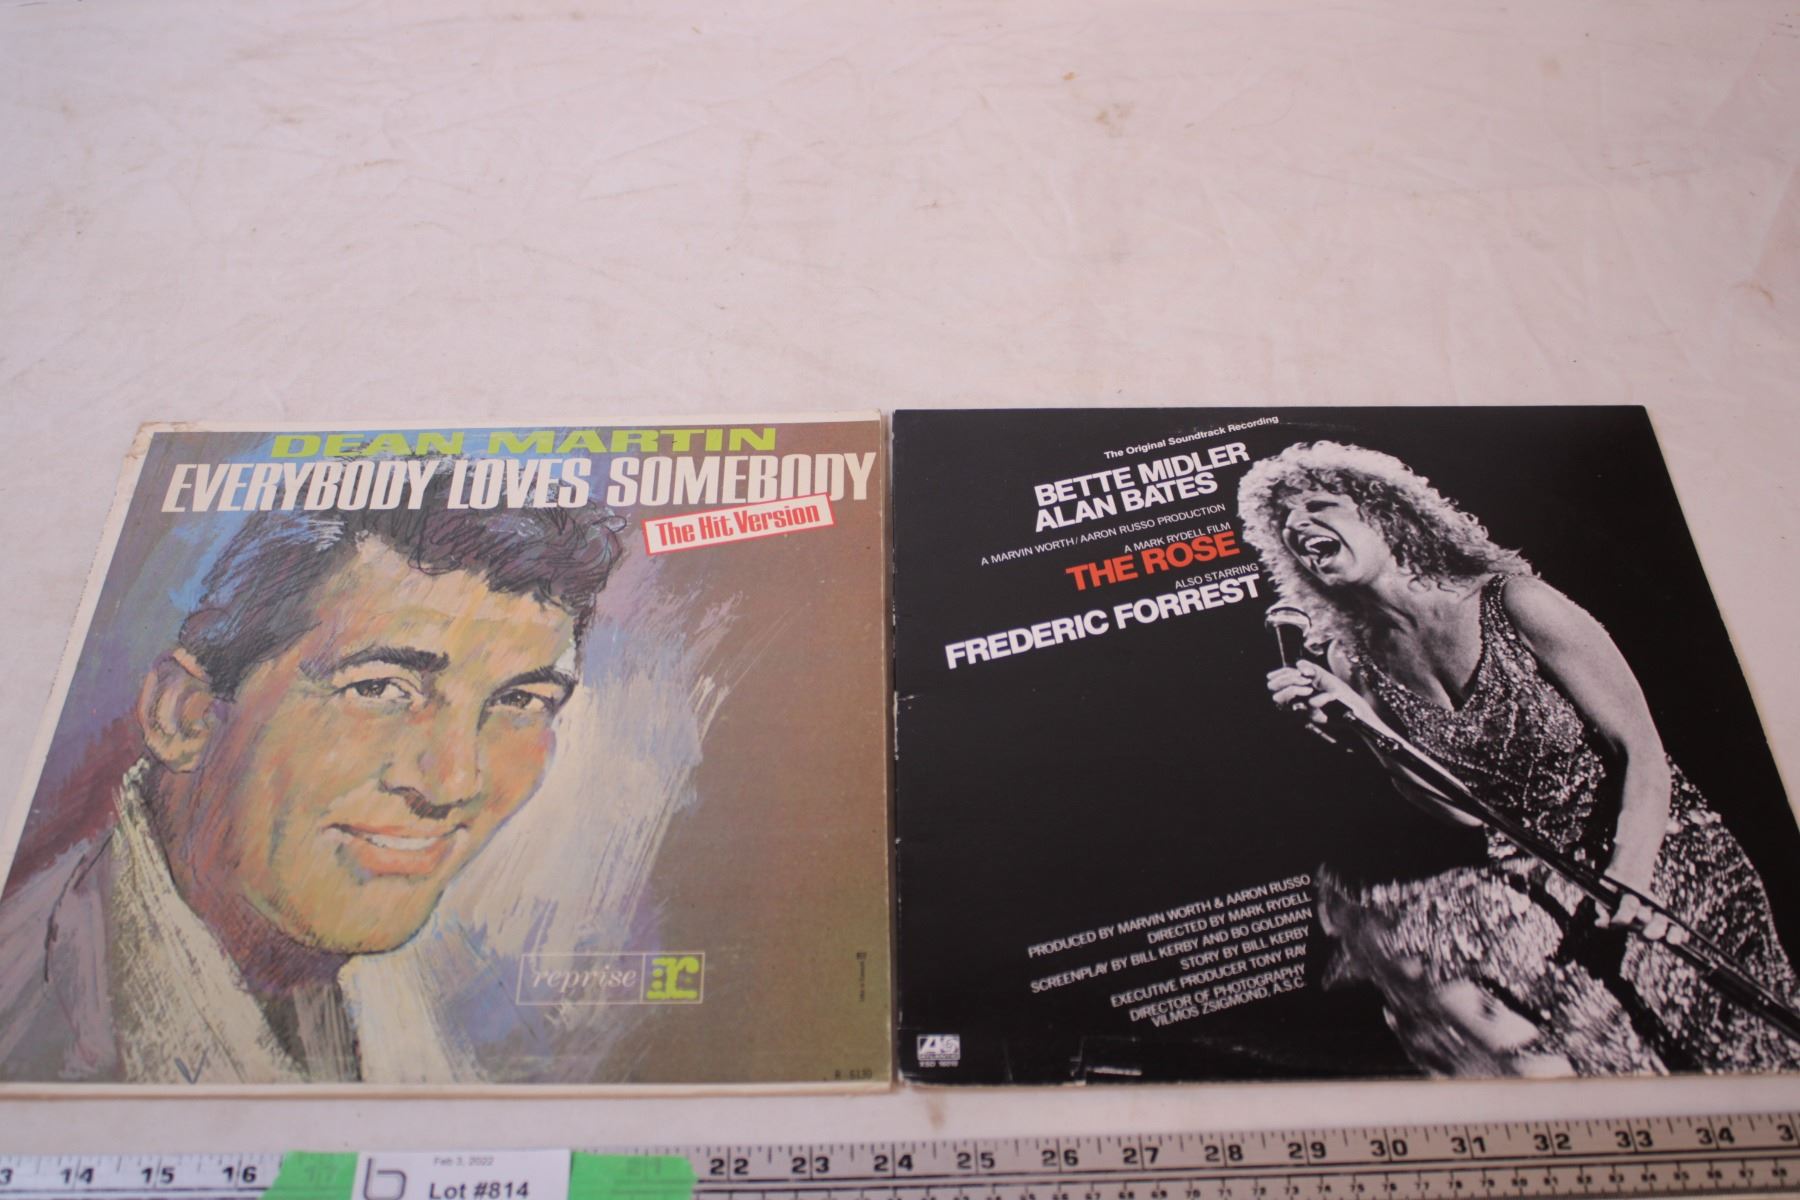 DEAN MARTIN
EVERYBODY LOVES SOMEBODY
The Hit Version
reprise r
R-6130
The Original Soundtrack Recording
BETTE MIDLER
ALAN BATES
A MARVIN WORTH/AARON RUSSO PRODUCTION
A MARK RYDELL FILM
THE ROSE
ALSO STARRING
FREDERIC FORREST
PRODUCED BY MARVIN WORTH & AARON RUSSO
DIRECTED BY MARK RYDELL
SCREENPLAY BY BILL KERBY AND BO GOLDMAN
STORY BY BILL KERBY
EXECUTIVE PRODUCER TONY RAY
DIRECTOR OF PHOTOGRAPHY
VILMOS ZSIGMOND, A.S.C.
14 15 16 17 21 22 23 24 25 26 27 28 29 30 31 32 33 34
b
Feb 3, 2022
Lot #814